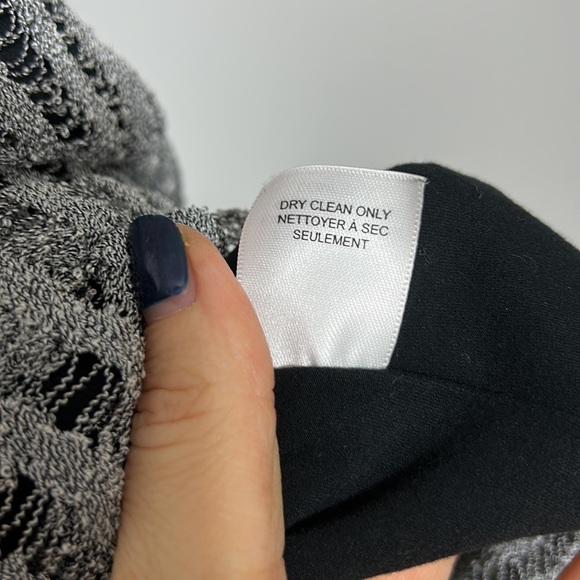 DRY CLEAN ONLY
NETTOYER À SEC
SEULEMENT